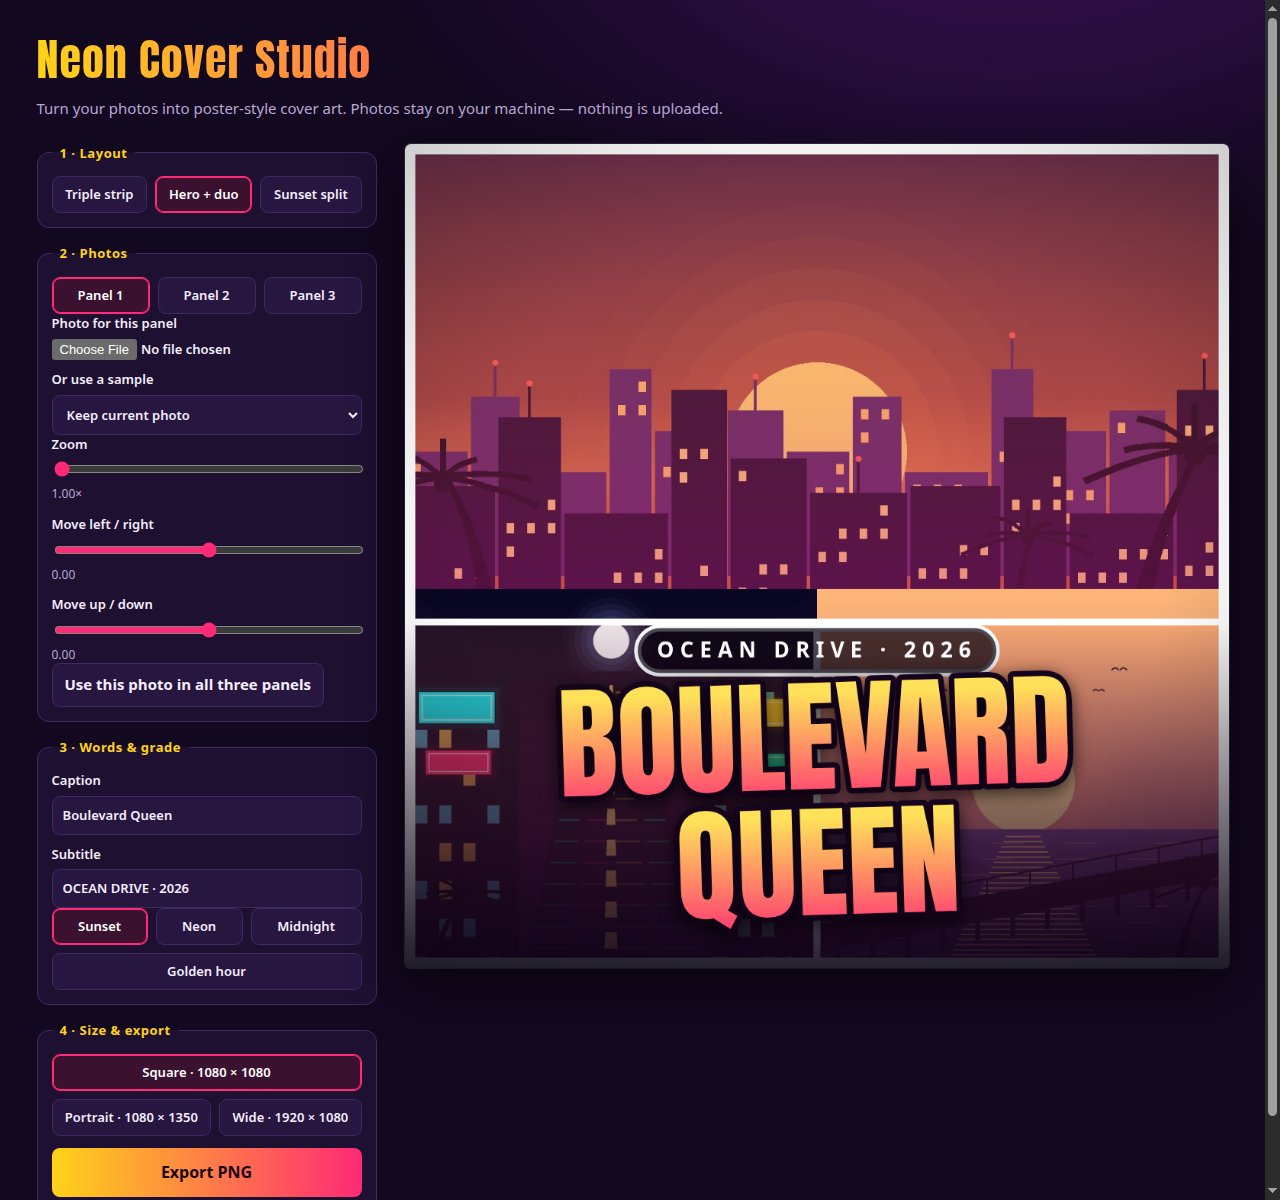 Neon Cover Studio
Turn your photos into poster-style cover art. Photos stay on your machine — nothing is uploaded.
1 · Layout
Triple strip
Hero + duo
Sunset split
2 · Photos
Panel 1
Panel 2
Panel 3
Photo for this panel
Choose File No file chosen
Or use a sample
Keep current photo
Zoom
1.00×
Move left / right
0.00
Move up / down
0.00
Use this photo in all three panels
3 · Words & grade
Caption
Boulevard Queen
Subtitle
OCEAN DRIVE · 2026
Sunset
Neon
Midnight
Golden hour
4 · Size & export
Square · 1080 × 1080
Portrait · 1080 × 1350
Wide · 1920 × 1080
Export PNG
OCEAN DRIVE · 2026
BOULEVARD
QUEEN